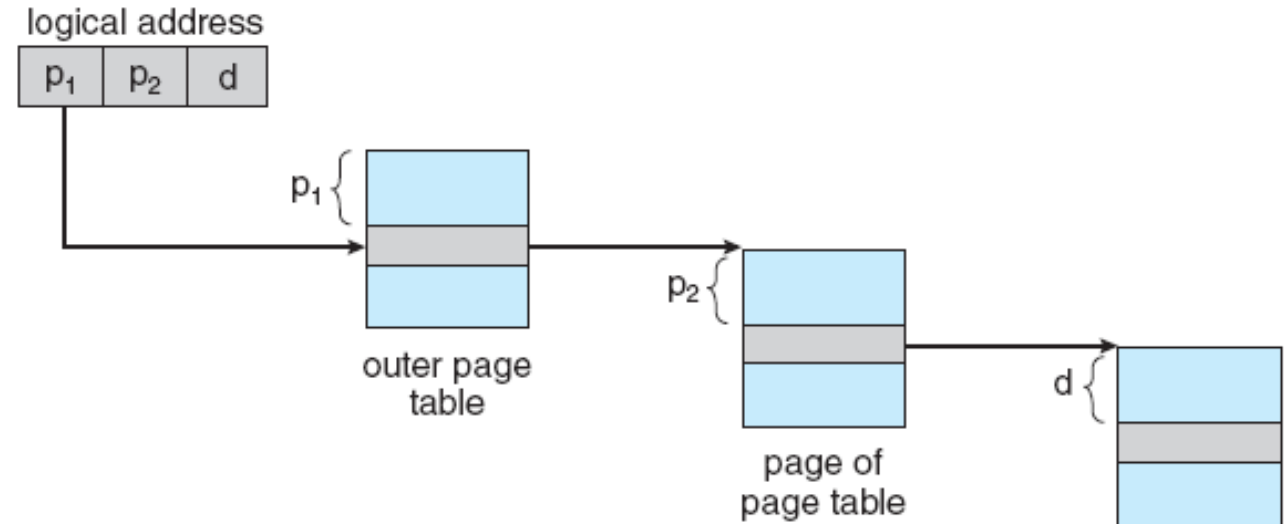 logical address
p₁ p₂ d
p₁
outer page
table
p₂
page of
page table
d